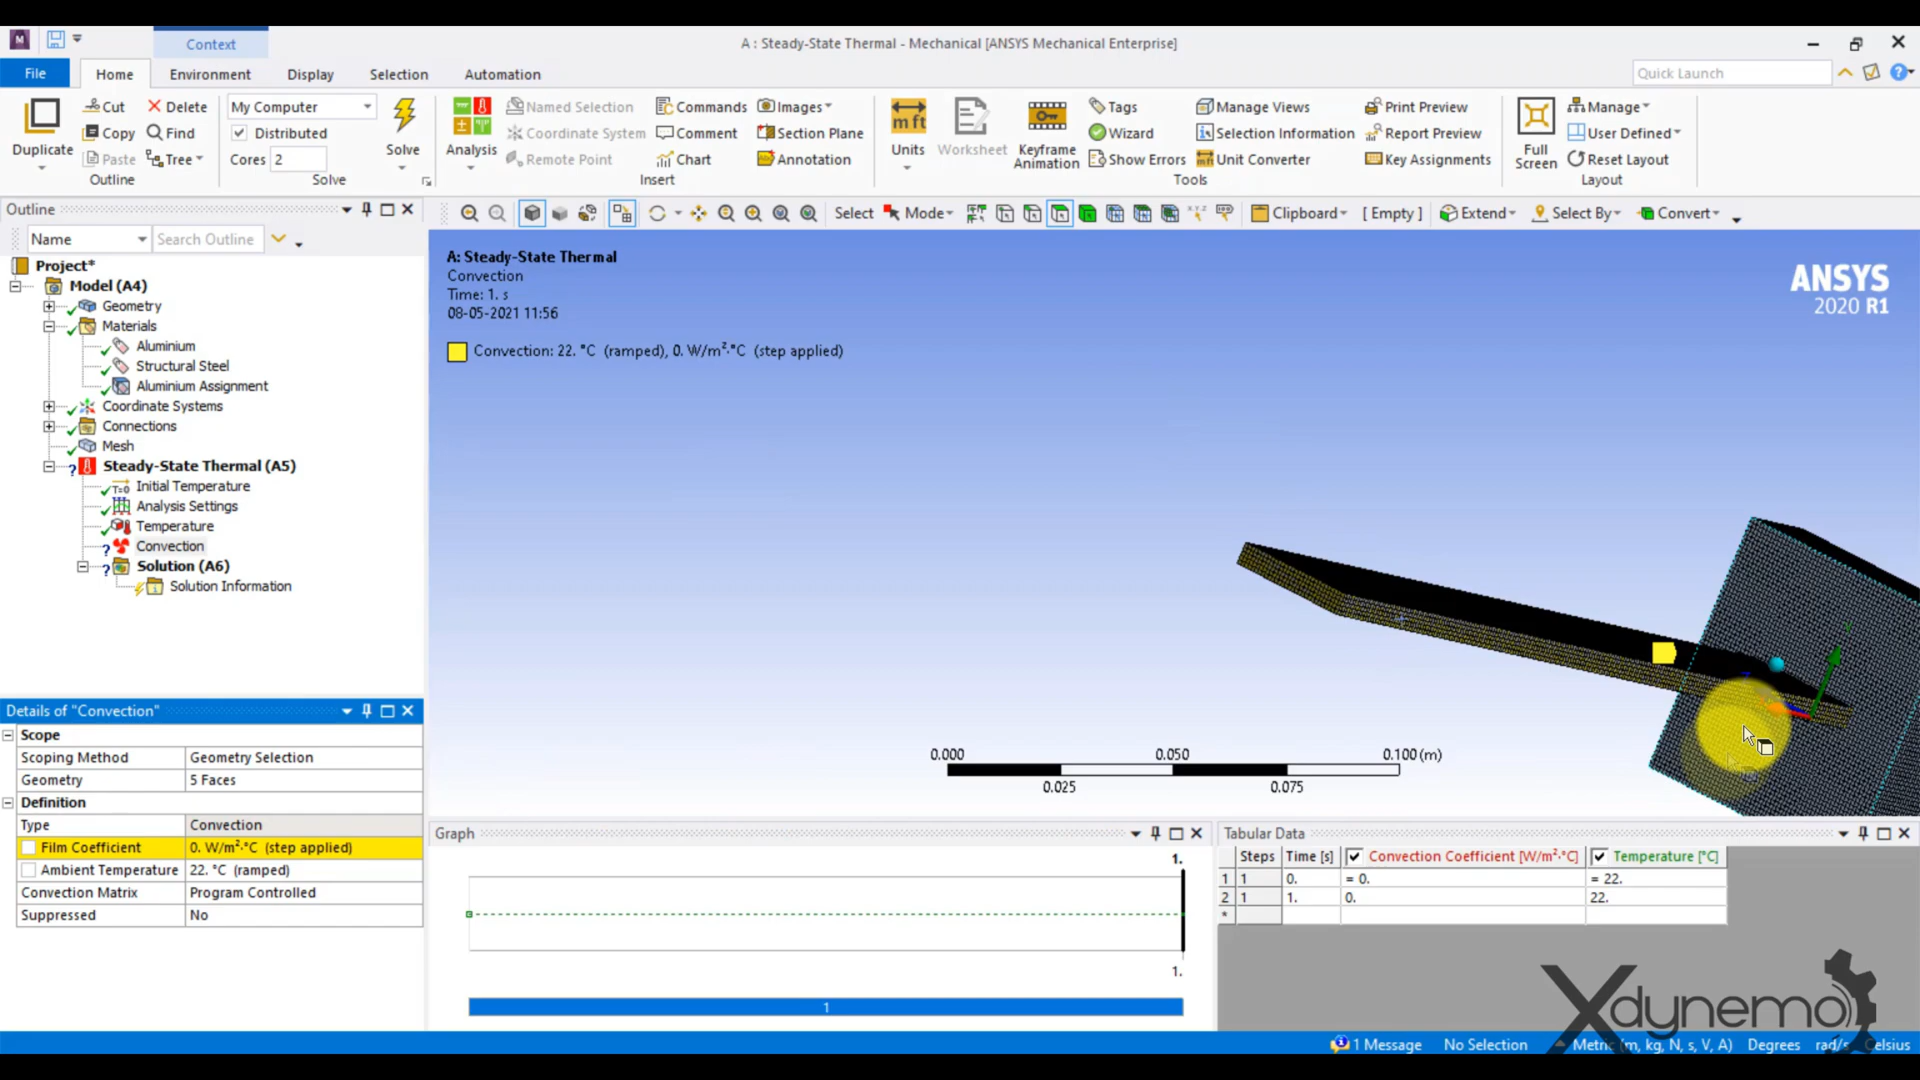 Context
A : Steady-State Thermal - Mechanical [ANSYS Mechanical Enterprise]
File Home Environment Display Selection Automation
Quick Launch
Duplicate
Cut
Copy
Paste
Delete
Find
Tree
Outline
My Computer
Distributed
Cores 2
Solve
Solve
Analysis
Named Selection
Coordinate System
Remote Point
Commands
Comment
Chart
Images
Section Plane
Annotation
Insert
Units
Worksheet
Keyframe
Animation
Tags
Wizard
Show Errors
Manage Views
Selection Information
Unit Converter
Print Preview
Report Preview
Key Assignments
Tools
Full
Screen
Manage
User Defined
Reset Layout
Layout
Outline
Select Mode Clipboard [ Empty ] Extend Select By Convert
Name Search Outline
Project*
Model (A4)
Geometry
Materials
Aluminium
Structural Steel
Aluminium Assignment
Coordinate Systems
Connections
Mesh
Steady-State Thermal (A5)
Initial Temperature
Analysis Settings
Temperature
Convection
Solution (A6)
Solution Information
A: Steady-State Thermal
Convection
Time: 1. s
08-05-2021 11:56
Convection: 22. °C (ramped), 0. W/m²·°C (step applied)
ANSYS
2020 R1
0.000 0.050 0.100 (m)
0.025 0.075
Details of "Convection"
Scope
Scoping Method Geometry Selection
Geometry 5 Faces
Definition
Type Convection
Film Coefficient 0. W/m²·°C (step applied)
Ambient Temperature 22. °C (ramped)
Convection Matrix Program Controlled
Suppressed No
Graph
1.
1.
1
Tabular Data
Steps Time [s] Convection Coefficient [W/m²·°C] Temperature [°C]
1 1 0. = 0. = 22.
2 1 1. 0. 22.
*
Xdynemo
1 Message No Selection Metric (m, kg, N, s, V, A) Degrees rad/s Celsius